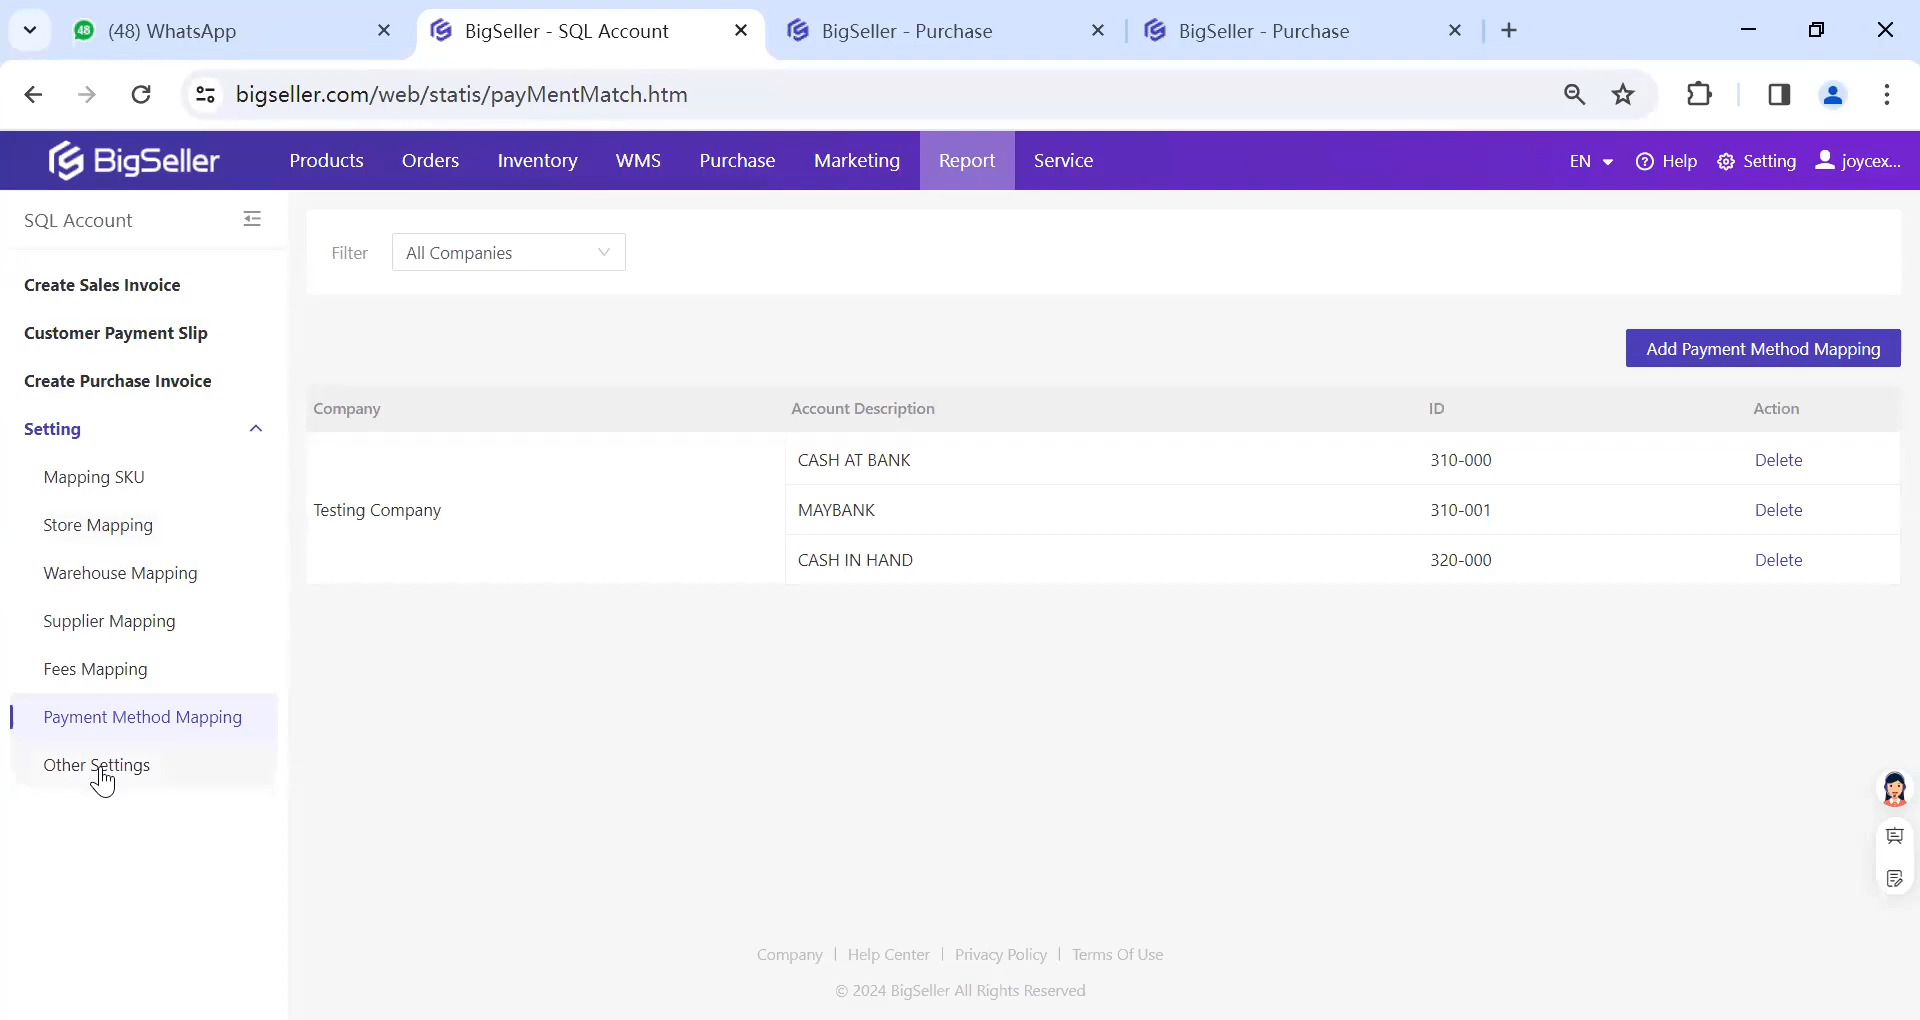 48
(48) WhatsApp
BigSeller - SQL Account
BigSeller - Purchase
BigSeller - Purchase
bigseller.com/web/statis/payMentMatch.htm
BigSeller
Products
Orders
Inventory
WMS
Purchase
Marketing
Report
Service
EN
Help
Setting
joycex...
SQL Account
Create Sales Invoice
Customer Payment Slip
Create Purchase Invoice
Setting
Mapping SKU
Store Mapping
Warehouse Mapping
Supplier Mapping
Fees Mapping
Payment Method Mapping
Other Settings
Filter
All Companies
Add Payment Method Mapping
Company Account Description ID Action
Testing Company
CASH AT BANK 310-000 Delete
MAYBANK 310-001 Delete
CASH IN HAND 320-000 Delete
Company | Help Center | Privacy Policy | Terms Of Use
© 2024 BigSeller All Rights Reserved